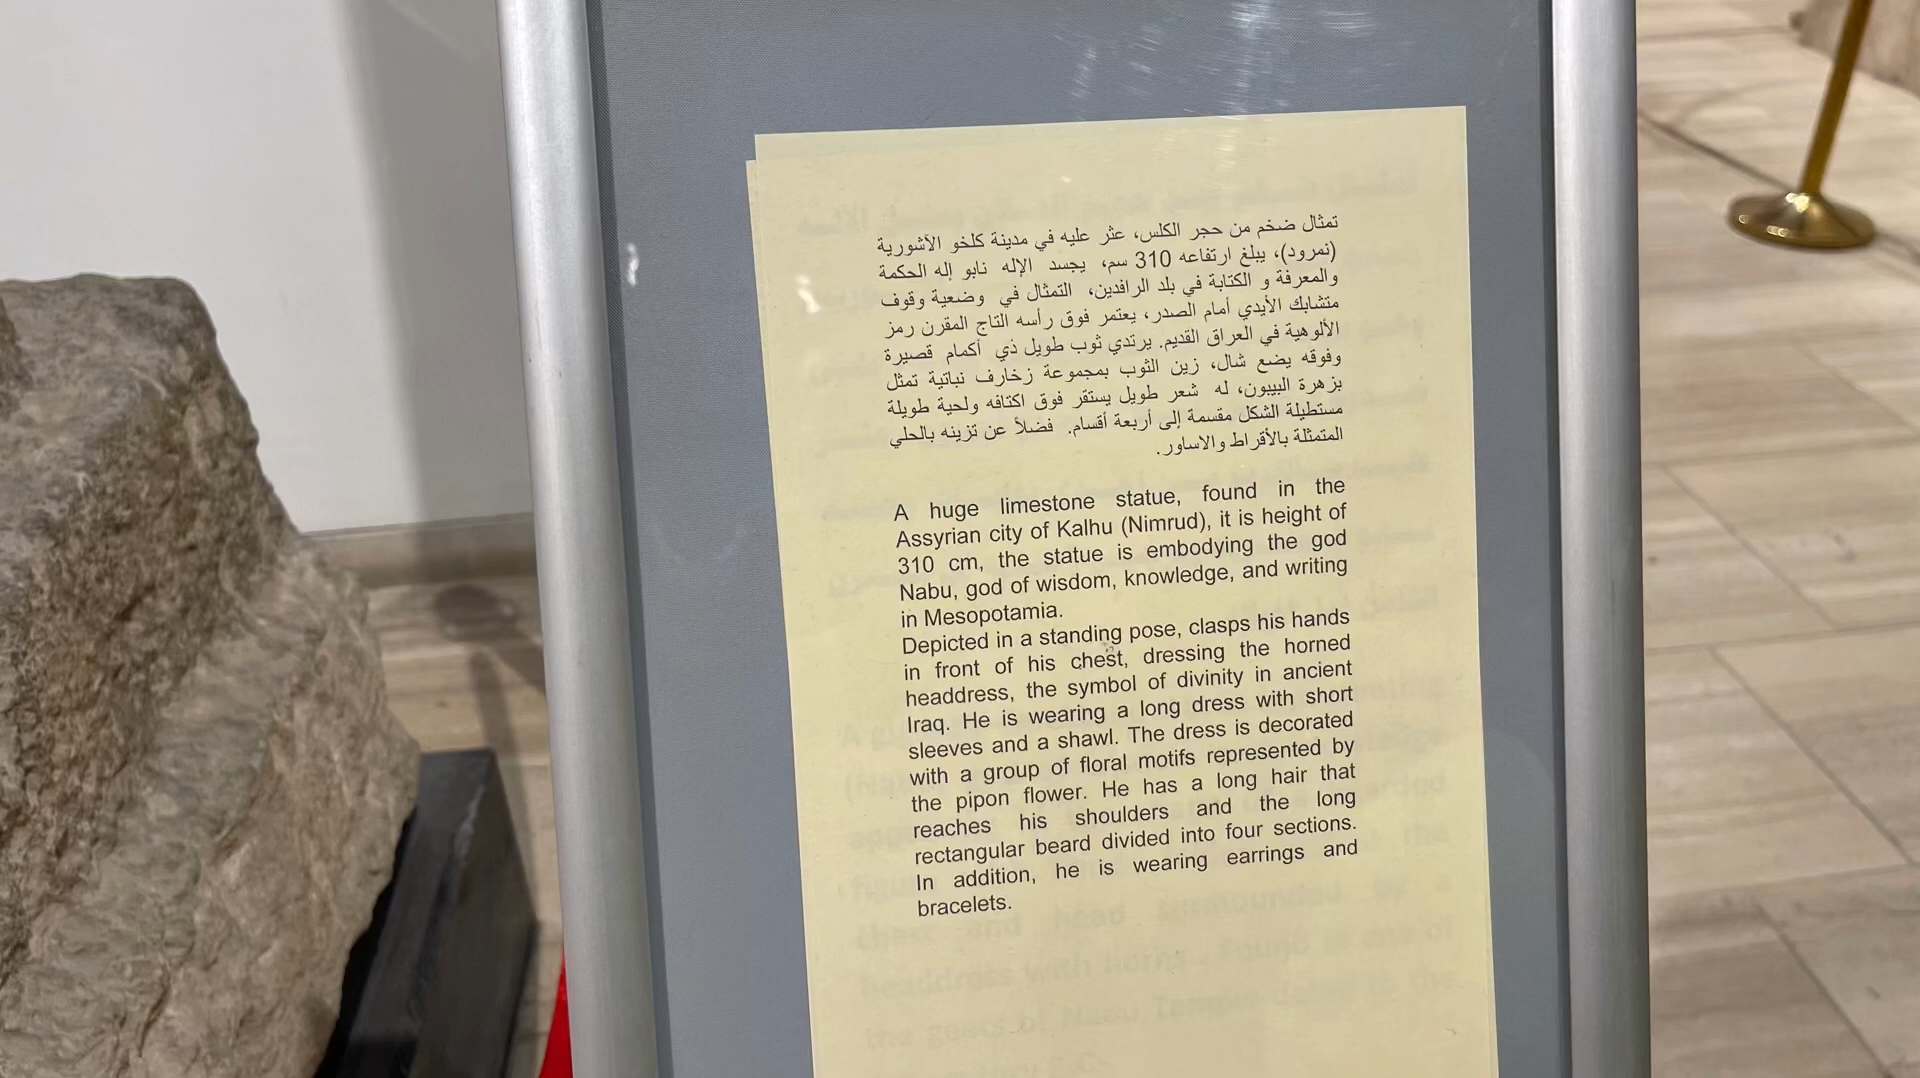 تمثال ضخم من حجر الكلس، عثر عليه في مدينة كلخو الآشورية
(نمرود)، يبلغ ارتفاعه 310 سم، يجسد الإله نابو إله الحكمة
والمعرفة و الكتابة في بلد الرافدين، التمثال في وضعية وقوف
متشابك الأيدي أمام الصدر، يعتمر فوق رأسه التاج المقرن رمز
الألوهية في العراق القديم. يرتدي ثوب طويل ذي أكمام قصيرة
وفوقه يضع شال، زين الثوب بمجموعة زخارف نباتية تمثل
بزهرة البيبون، له شعر طويل يستقر فوق اكتافه ولحية طويلة
مستطيلة الشكل مقسمة إلى أربعة أقسام. فضلاً عن تزينه بالحلي
المتمثلة بالأقراط والاساور.
A huge limestone statue, found in the
Assyrian city of Kalhu (Nimrud), it is height of
310 cm, the statue is embodying the god
Nabu, god of wisdom, knowledge, and writing
in Mesopotamia.
Depicted in a standing pose, clasps his hands
in front of his chest, dressing the horned
headdress, the symbol of divinity in ancient
Iraq. He is wearing a long dress with short
sleeves and a shawl. The dress is decorated
with a group of floral motifs represented by
the pipon flower. He has a long hair that
reaches his shoulders and the long
rectangular beard divided into four sections.
In addition, he is wearing earrings and
bracelets.